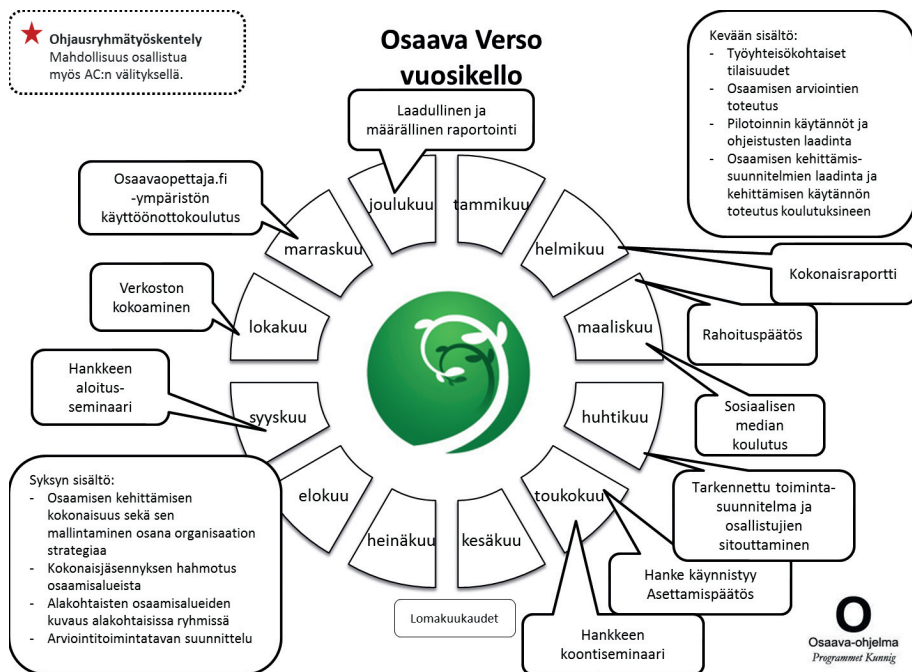 Ohjausryhmätyöskentely
Mahdollisuus osallistua
myös AC:n välityksellä.
Osaava Verso
vuosikello
Kevään sisältö:
- Työyhteisökohtaiset
tilaisuudet
- Osaamisen arviointien
toteutus
- Pilotoinnin käytännöt ja
ohjeistusten laadinta
- Osaamisen kehittämis-
suunnitelmien laadinta ja
kehittämisen käytännön
toteutus koulutuksineen
Laadullinen ja
määrällinen raportointi
Osaavaopettaja.fi
-ympäristön
käyttöönottokoulutus
joulukuu
tammikuu
marraskuu
helmikuu
Kokonaisraportti
Verkoston
kokoaminen
lokakuu
maaliskuu
Rahoituspäätös
Hankkeen
aloitus-
seminaari
syyskuu
huhtikuu
Sosiaalisen
median
koulutus
elokuu
toukokuu
Tarkennettu toiminta-
suunnitelma ja
osallistujien
sitouttaminen
heinäkuu
kesäkuu
Hanke käynnistyy
Asettamispäätös
Syksyn sisältö:
- Osaamisen kehittämisen
kokonaisuus sekä sen
mallintaminen osana organisaation
strategiaa
- Kokonaisjäsennyksen hahmotus
osaamisalueista
- Alakohtaisten osaamisalueiden
kuvaus alakohtaisissa ryhmissä
- Arviointitoimintatavan suunnittelu
Lomakuukaudet
Hankkeen
koontiseminaari
Osaava-ohjelma
Programmet Kunnig